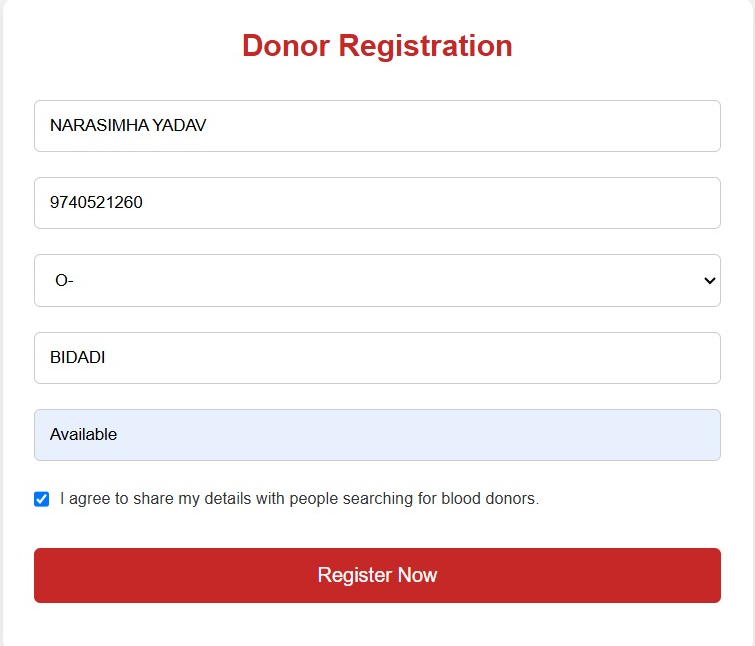 Donor Registration
NARASIMHA YADAV
9740521260
O-
BIDADI
Available
I agree to share my details with people searching for blood donors.
Register Now